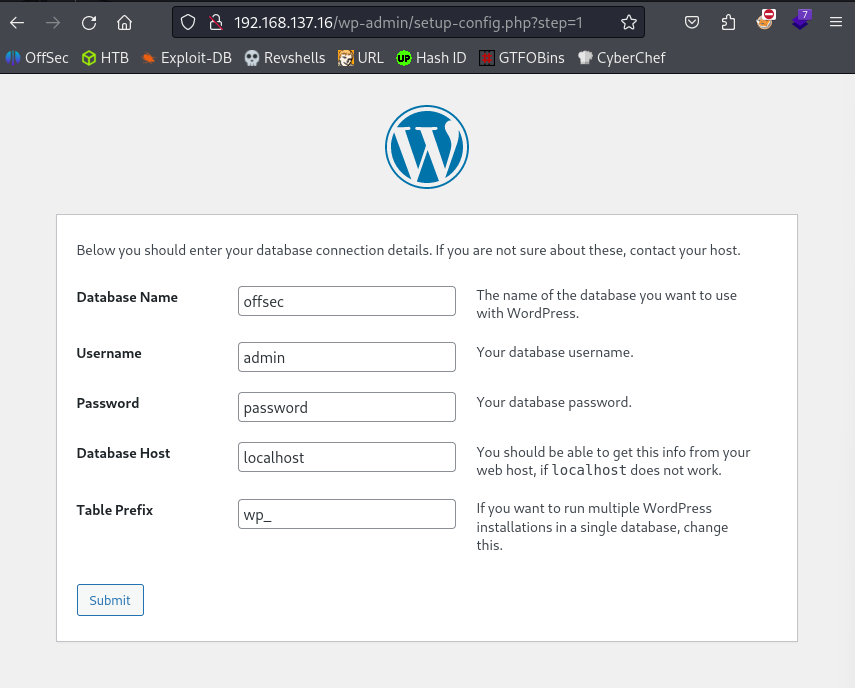 192.168.137.16/wp-admin/setup-config.php?step=1
7
OffSec HTB Exploit-DB Revshells URL UP Hash ID GTFOBins CyberChef
W
Below you should enter your database connection details. If you are not sure about these, contact your host.
Database Name
offsec
The name of the database you want to use
with WordPress.
Username
admin
Your database username.
Password
password
Your database password.
Database Host
localhost
You should be able to get this info from your
web host, if localhost does not work.
Table Prefix
wp_
If you want to run multiple WordPress
installations in a single database, change
this.
Submit